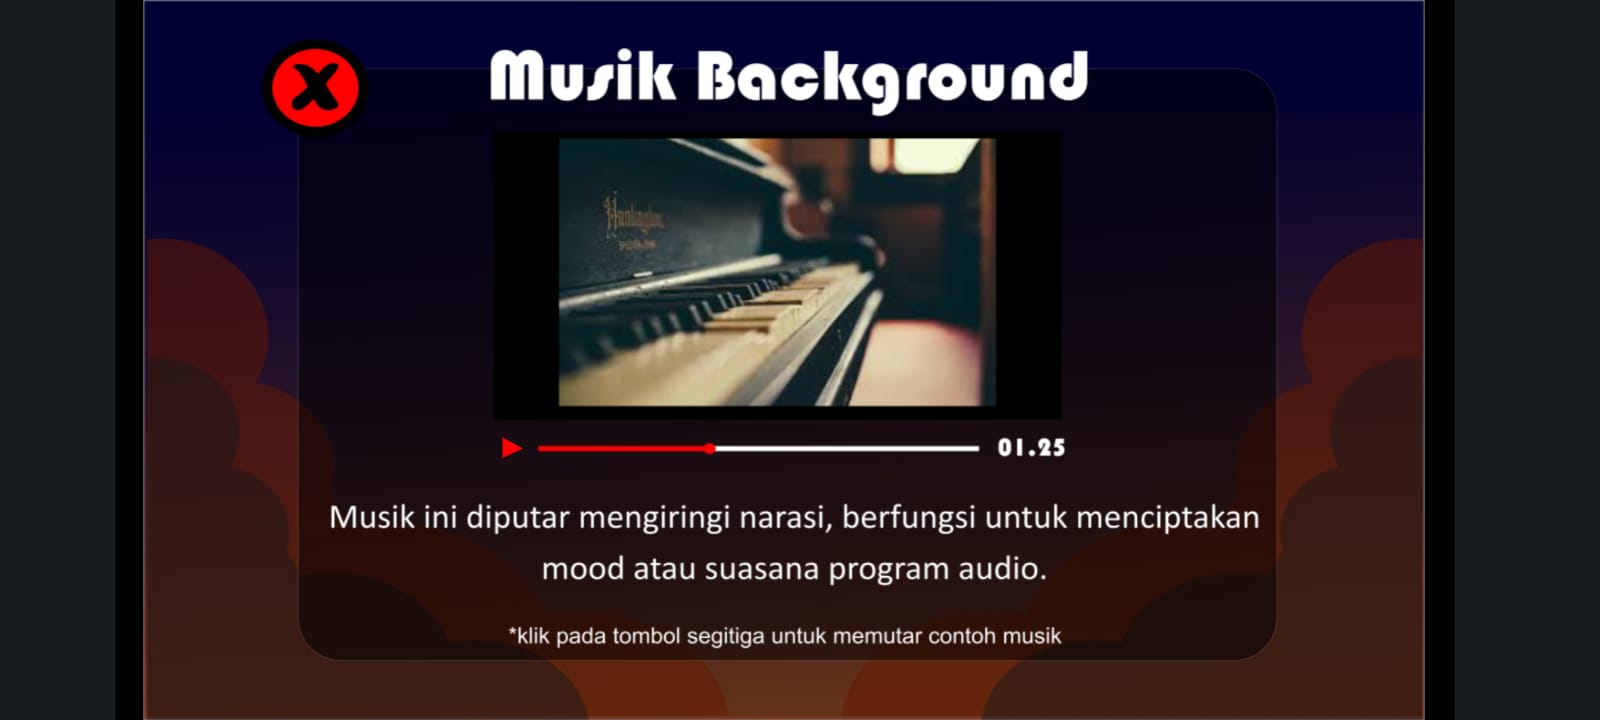 X
Musik Background
Huntington
01.25
Musik ini diputar mengiringi narasi, berfungsi untuk menciptakan
mood atau suasana program audio.
*klik pada tombol segitiga untuk memutar contoh musik